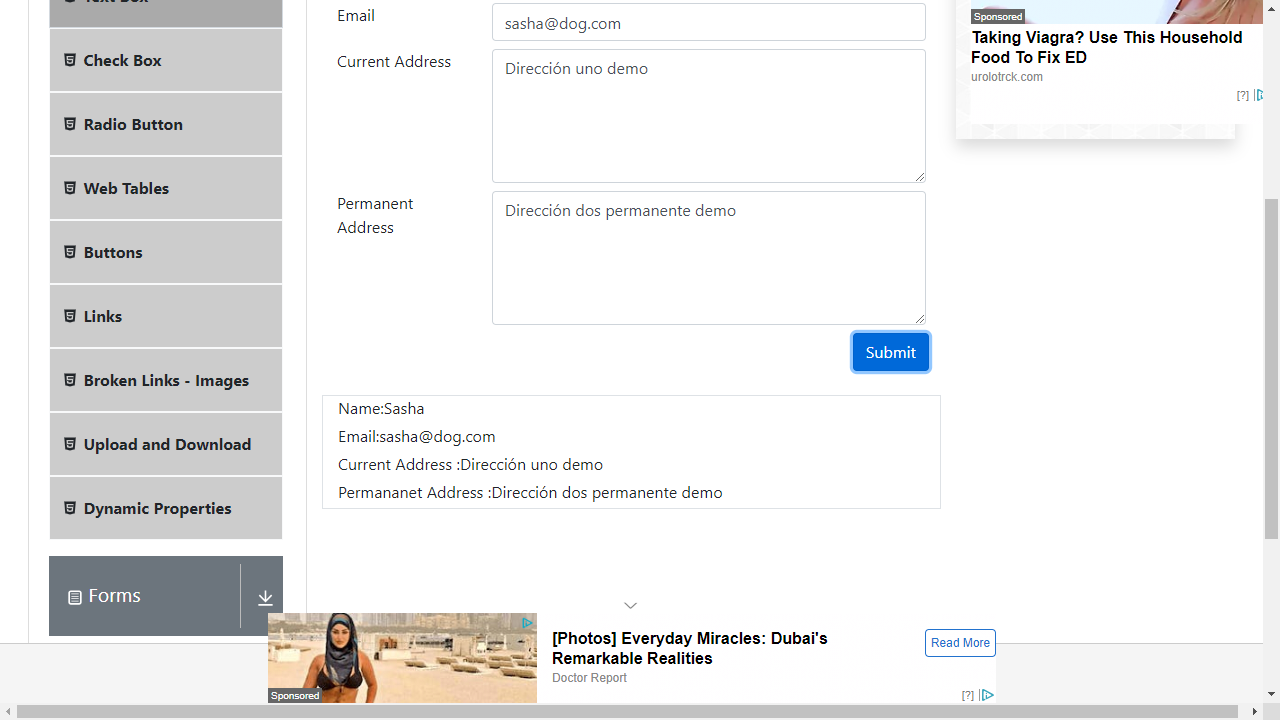 Text Box
Check Box
Radio Button
Web Tables
Buttons
Links
Broken Links - Images
Upload and Download
Dynamic Properties
Forms
Email
sasha@dog.com
Current Address
Dirección uno demo
Permanent
Address
Dirección dos permanente demo
Submit
Name:Sasha
Email:sasha@dog.com
Current Address :Dirección uno demo
Permananet Address :Dirección dos permanente demo
Sponsored
Taking Viagra? Use This Household
Food To Fix ED
urolotrck.com
[?]
Sponsored
[Photos] Everyday Miracles: Dubai's
Remarkable Realities
Doctor Report
Read More
[?]